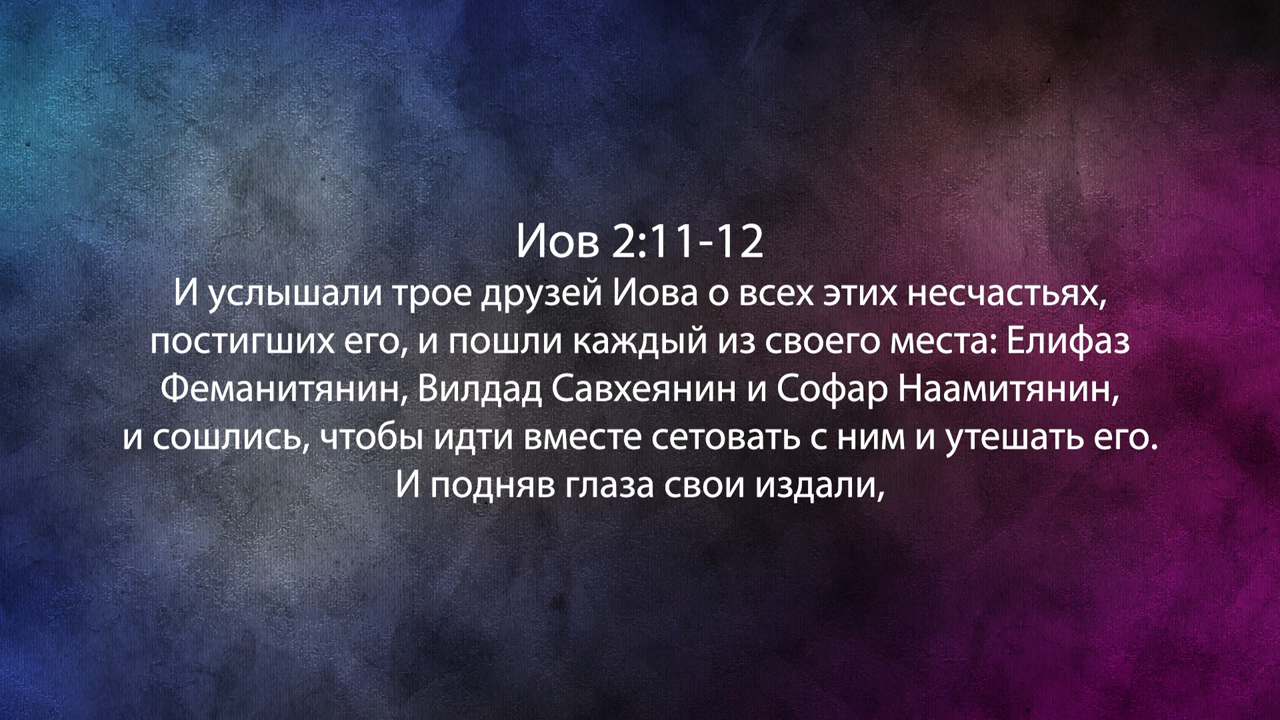 Иов 2:11-12
И услышали трое друзей Иова о всех этих несчастьях,
постигших его, и пошли каждый из своего места: Елифаз
Феманитянин, Вилдад Савхеянин и Софар Наамитянин,
и сошлись, чтобы идти вместе сетовать с ним и утешать его.
И подняв глаза свои издали,